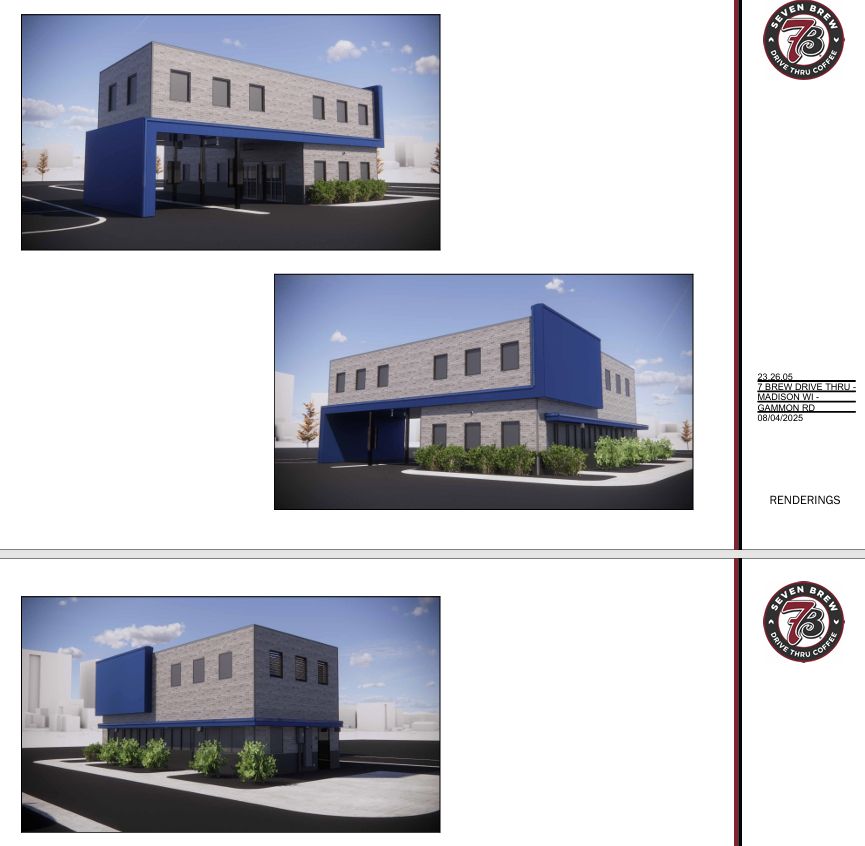 SEVEN BREW
7B
DRIVE THRU COFFEE
23.26.05
7 BREW DRIVE THRU -
MADISON WI -
GAMMON RD
08/04/2025
RENDERINGS
SEVEN BREW
7B
DRIVE THRU COFFEE